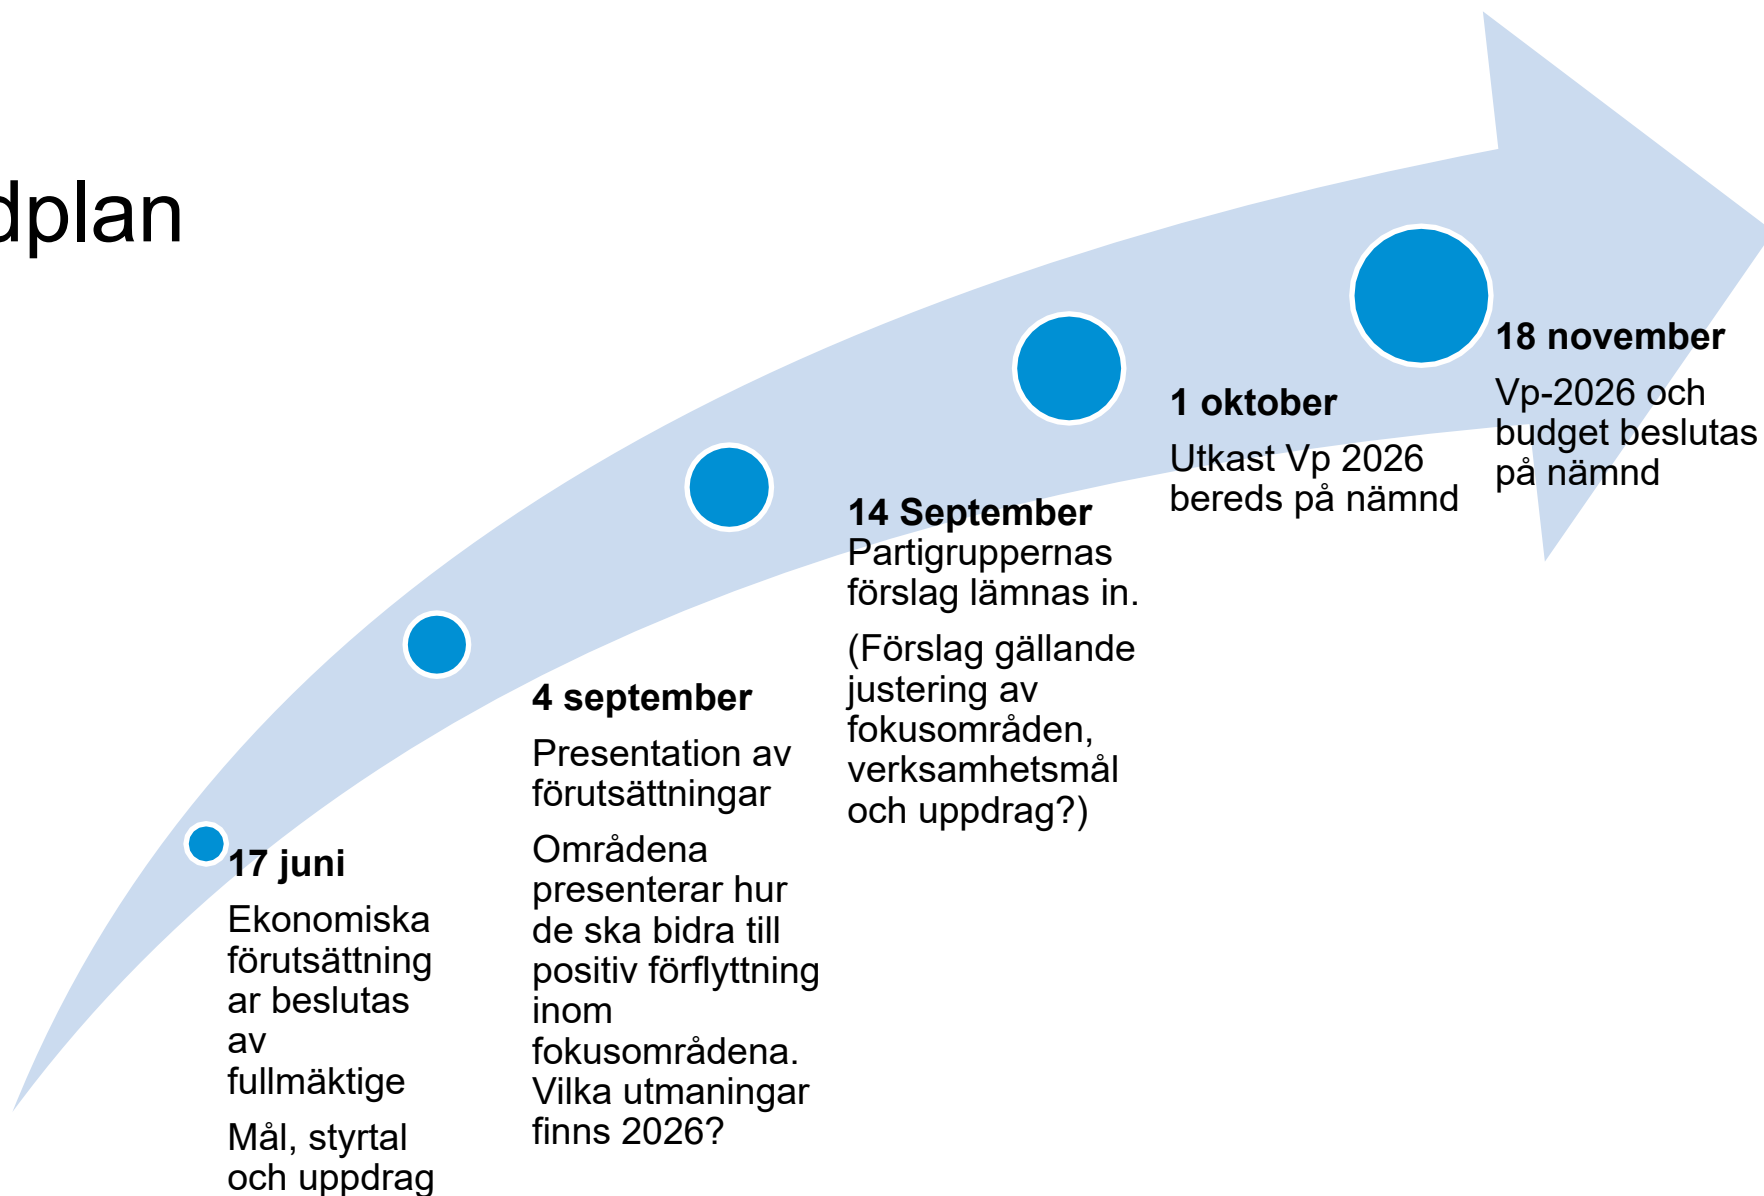 dplan
17 juni
Ekonomiska
förutsättning
ar beslutas
av
fullmäktige
Mål, styrtal
och uppdrag
4 september
Presentation av
förutsättningar
Områdena
presenterar hur
de ska bidra till
positiv förflyttning
inom
fokusområdena.
Vilka utmaningar
finns 2026?
14 September
Partigruppernas
förslag lämnas in.
(Förslag gällande
justering av
fokusområden,
verksamhetsmål
och uppdrag?)
1 oktober
Utkast Vp 2026
bereds på nämnd
18 november
Vp-2026 och
budget beslutas
på nämnd